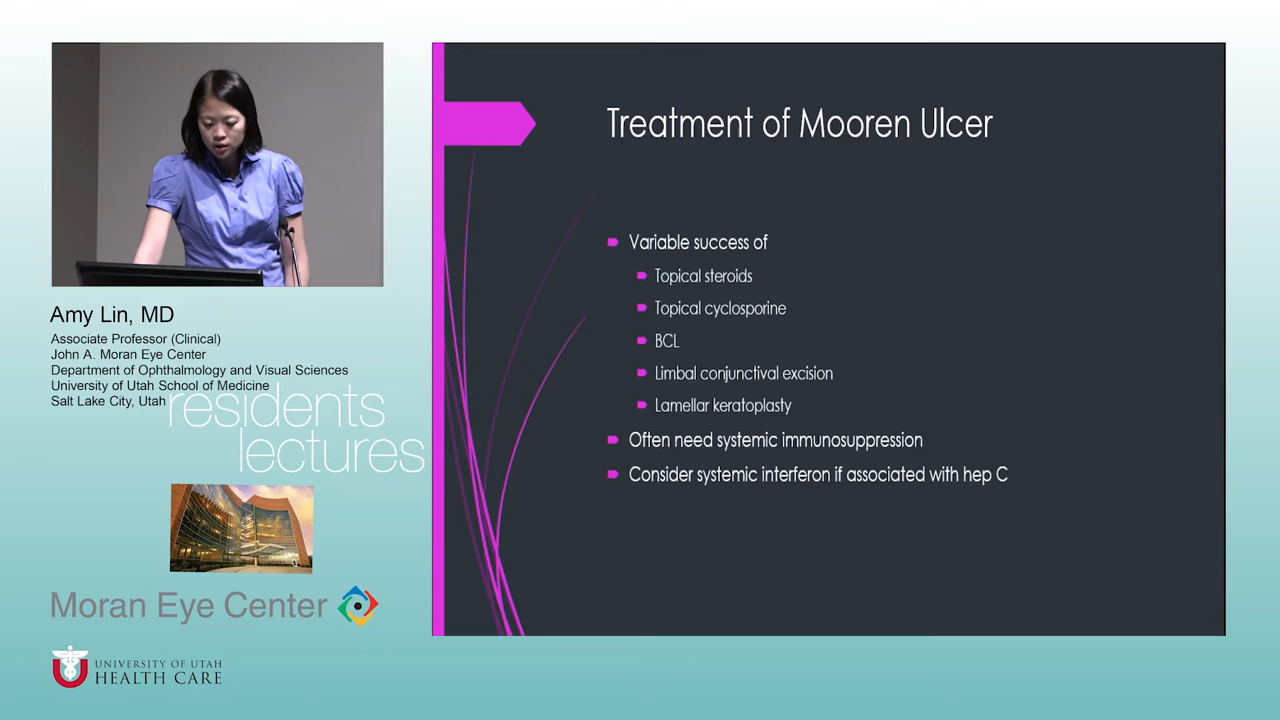 Treatment of Mooren Ulcer
Variable success of
Topical steroids
Topical cyclosporine
BCL
Limbal conjunctival excision
Lamellar keratoplasty
Often need systemic immunosuppression
Consider systemic interferon if associated with hep C
Amy Lin, MD
Associate Professor (Clinical)
John A. Moran Eye Center
Department of Ophthalmology and Visual Sciences
University of Utah School of Medicine
Salt Lake City, Utah
residents
lectures
Moran Eye Center
UNIVERSITY OF UTAH
HEALTH CARE